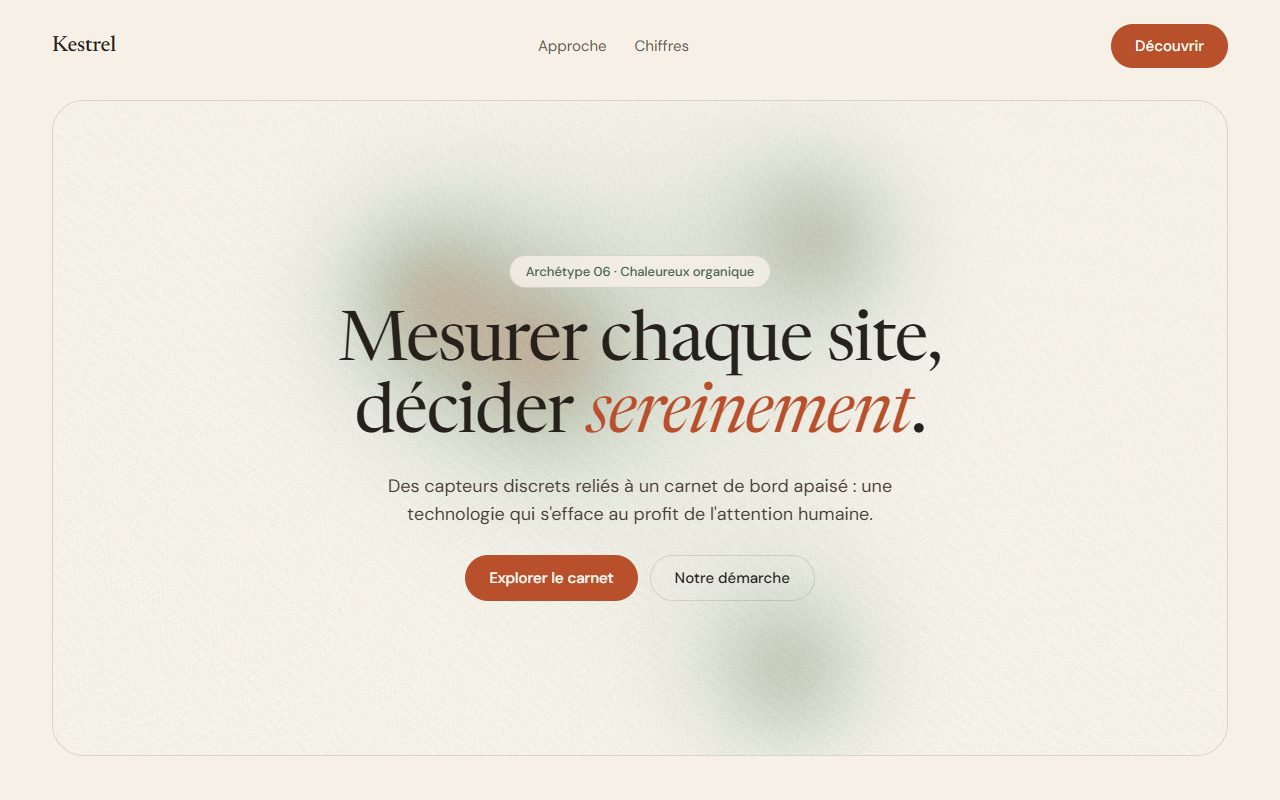 Kestrel
Approche
Chiffres
Découvrir
Archétype 06 · Chaleureux organique
Mesurer chaque site,
décider sereinement.
Des capteurs discrets reliés à un carnet de bord apaisé : une
technologie qui s'efface au profit de l'attention humaine.
Explorer le carnet
Notre démarche